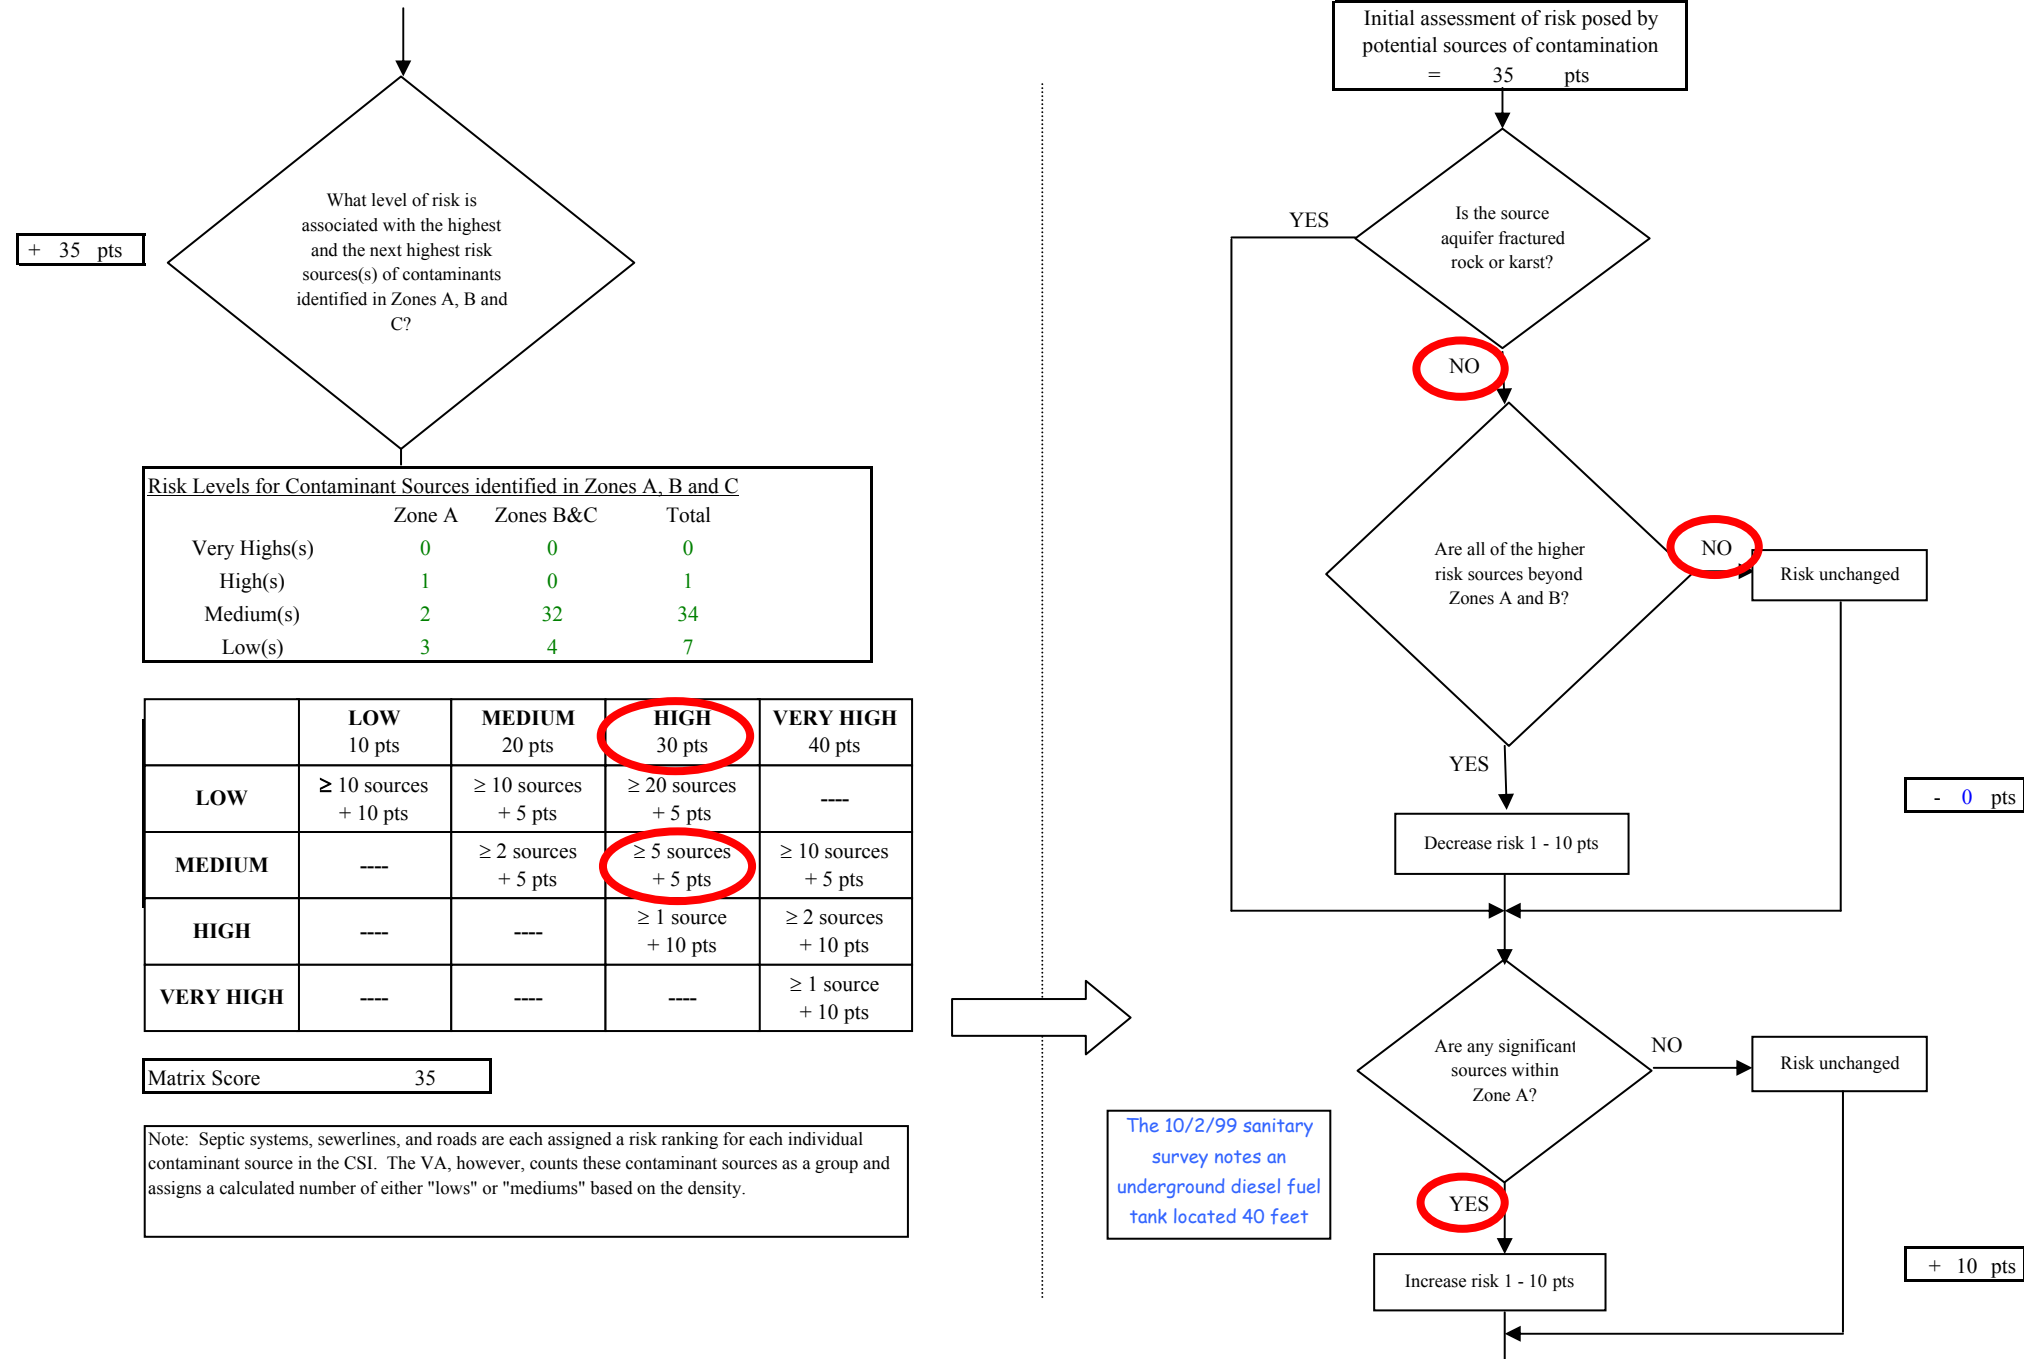 What level of risk is
associated with the highest
and the next highest risk
sources(s) of contaminants
identified in Zones A, B and
C?
+ 35 pts
Risk Levels for Contaminant Sources identified in Zones A, B and C
Zone A Zones B&C Total
Very Highs(s) 0 0 0
High(s) 1 0 1
Medium(s) 2 32 34
Low(s) 3 4 7
LOW MEDIUM HIGH VERY HIGH
10 pts 20 pts 30 pts 40 pts
LOW ≥ 10 sources ≥ 10 sources ≥ 20 sources ----
+ 10 pts + 5 pts + 5 pts
MEDIUM ---- ≥ 2 sources ≥ 5 sources ≥ 10 sources
+ 5 pts + 5 pts + 5 pts
HIGH ---- ---- ≥ 1 source ≥ 2 sources
+ 10 pts + 10 pts
VERY HIGH ---- ---- ---- ≥ 1 source
+ 10 pts
Matrix Score 35
Note: Septic systems, sewerlines, and roads are each assigned a risk ranking for each individual
contaminant source in the CSI. The VA, however, counts these contaminant sources as a group and
assigns a calculated number of either "lows" or "mediums" based on the density.
Initial assessment of risk posed by
potential sources of contamination
= 35 pts
Is the source
aquifer fractured
rock or karst?
YES
NO
Are all of the higher
risk sources beyond
Zones A and B?
NO
Risk unchanged
YES
- 0 pts
Decrease risk 1 - 10 pts
Are any significant
sources within
Zone A?
NO
Risk unchanged
The 10/2/99 sanitary
survey notes an
underground diesel fuel
tank located 40 feet
YES
+ 10 pts
Increase risk 1 - 10 pts